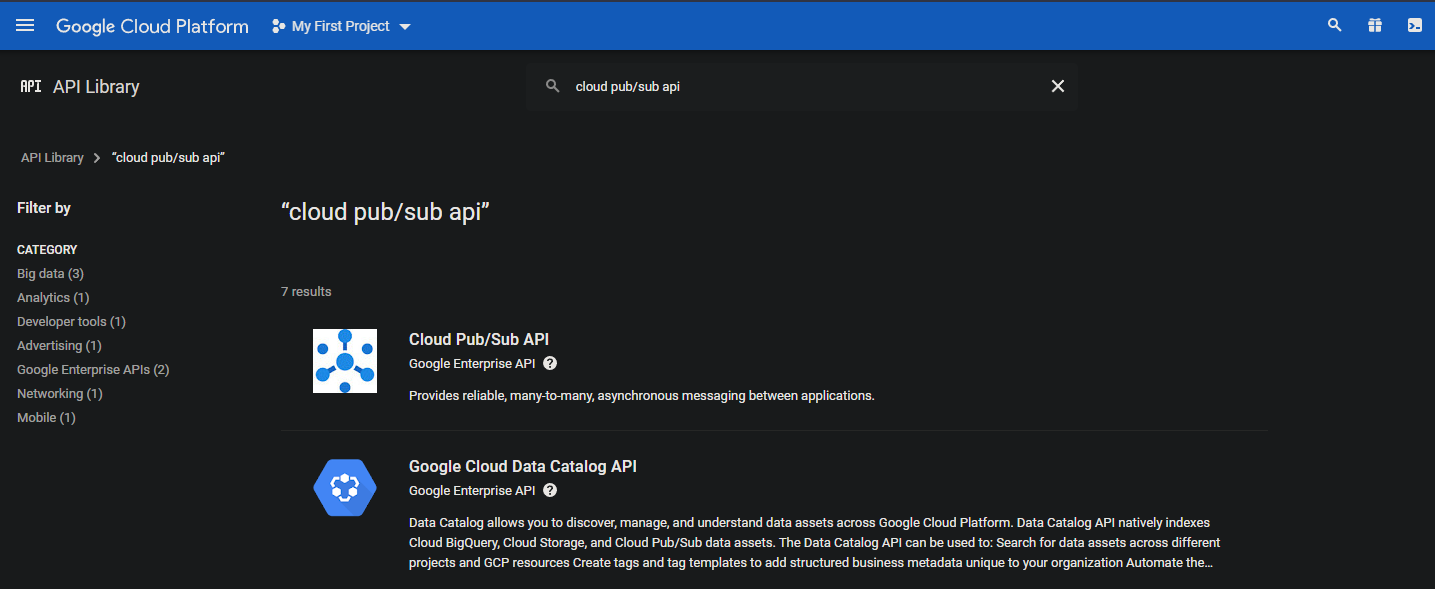 Google Cloud Platform
My First Project
API
API Library
cloud pub/sub api
API Library
“cloud pub/sub api”
Filter by
CATEGORY
Big data (3)
Analytics (1)
Developer tools (1)
Advertising (1)
Google Enterprise APIs (2)
Networking (1)
Mobile (1)
“cloud pub/sub api”
7 results
Cloud Pub/Sub API
Google Enterprise API ?
Provides reliable, many-to-many, asynchronous messaging between applications.
Google Cloud Data Catalog API
Google Enterprise API ?
Data Catalog allows you to discover, manage, and understand data assets across Google Cloud Platform. Data Catalog API natively indexes
Cloud BigQuery, Cloud Storage, and Cloud Pub/Sub data assets. The Data Catalog API can be used to: Search for data assets across different
projects and GCP resources Create tags and tag templates to add structured business metadata unique to your organization Automate the…